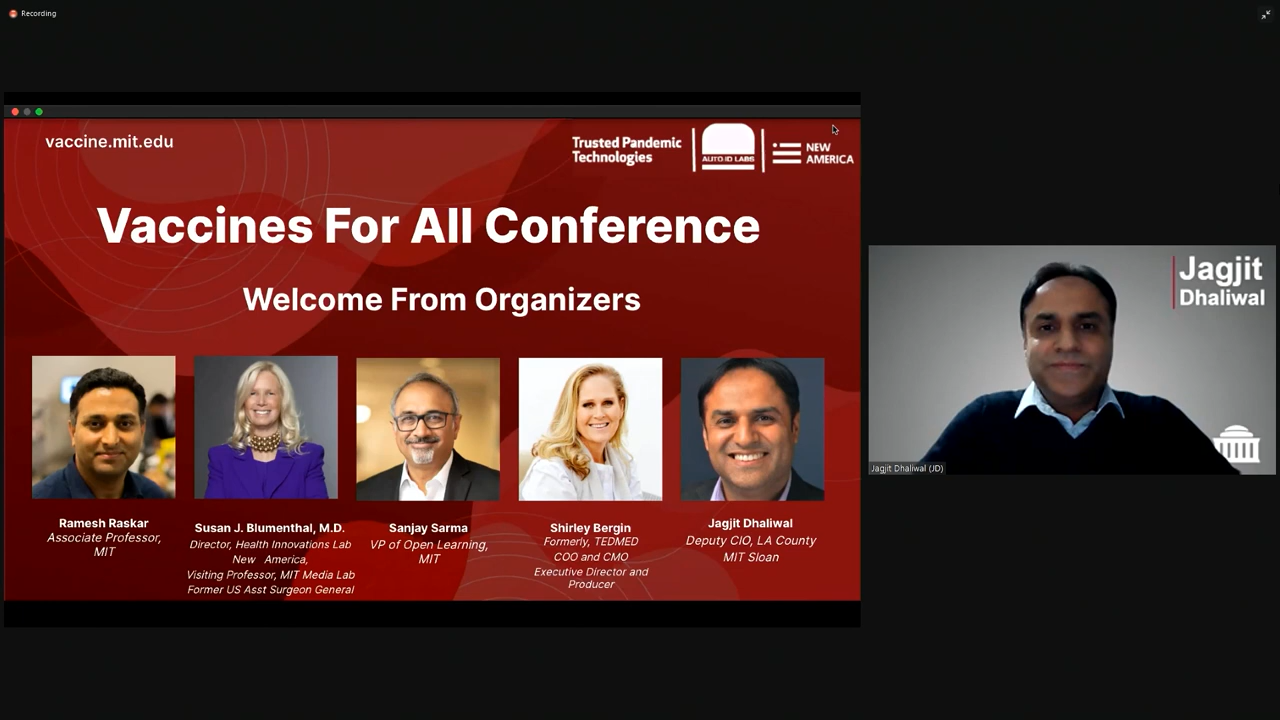 Recording
vaccine.mit.edu
Trusted Pandemic
Technologies
AUTO.ID LABS
NEW
AMERICA
Vaccines For All Conference
Welcome From Organizers
Ramesh Raskar
Associate Professor,
MIT
Susan J. Blumenthal, M.D.
Director, Health Innovations Lab
New America,
Visiting Professor, MIT Media Lab
Former US Asst Surgeon General
Sanjay Sarma
VP of Open Learning,
MIT
Shirley Bergin
Formerly, TEDMED
COO and CMO
Executive Director and
Producer
Jagjit Dhaliwal
Deputy CIO, LA County
MIT Sloan
Jagjit
Dhaliwal
Jagjit Dhaliwal (JD)